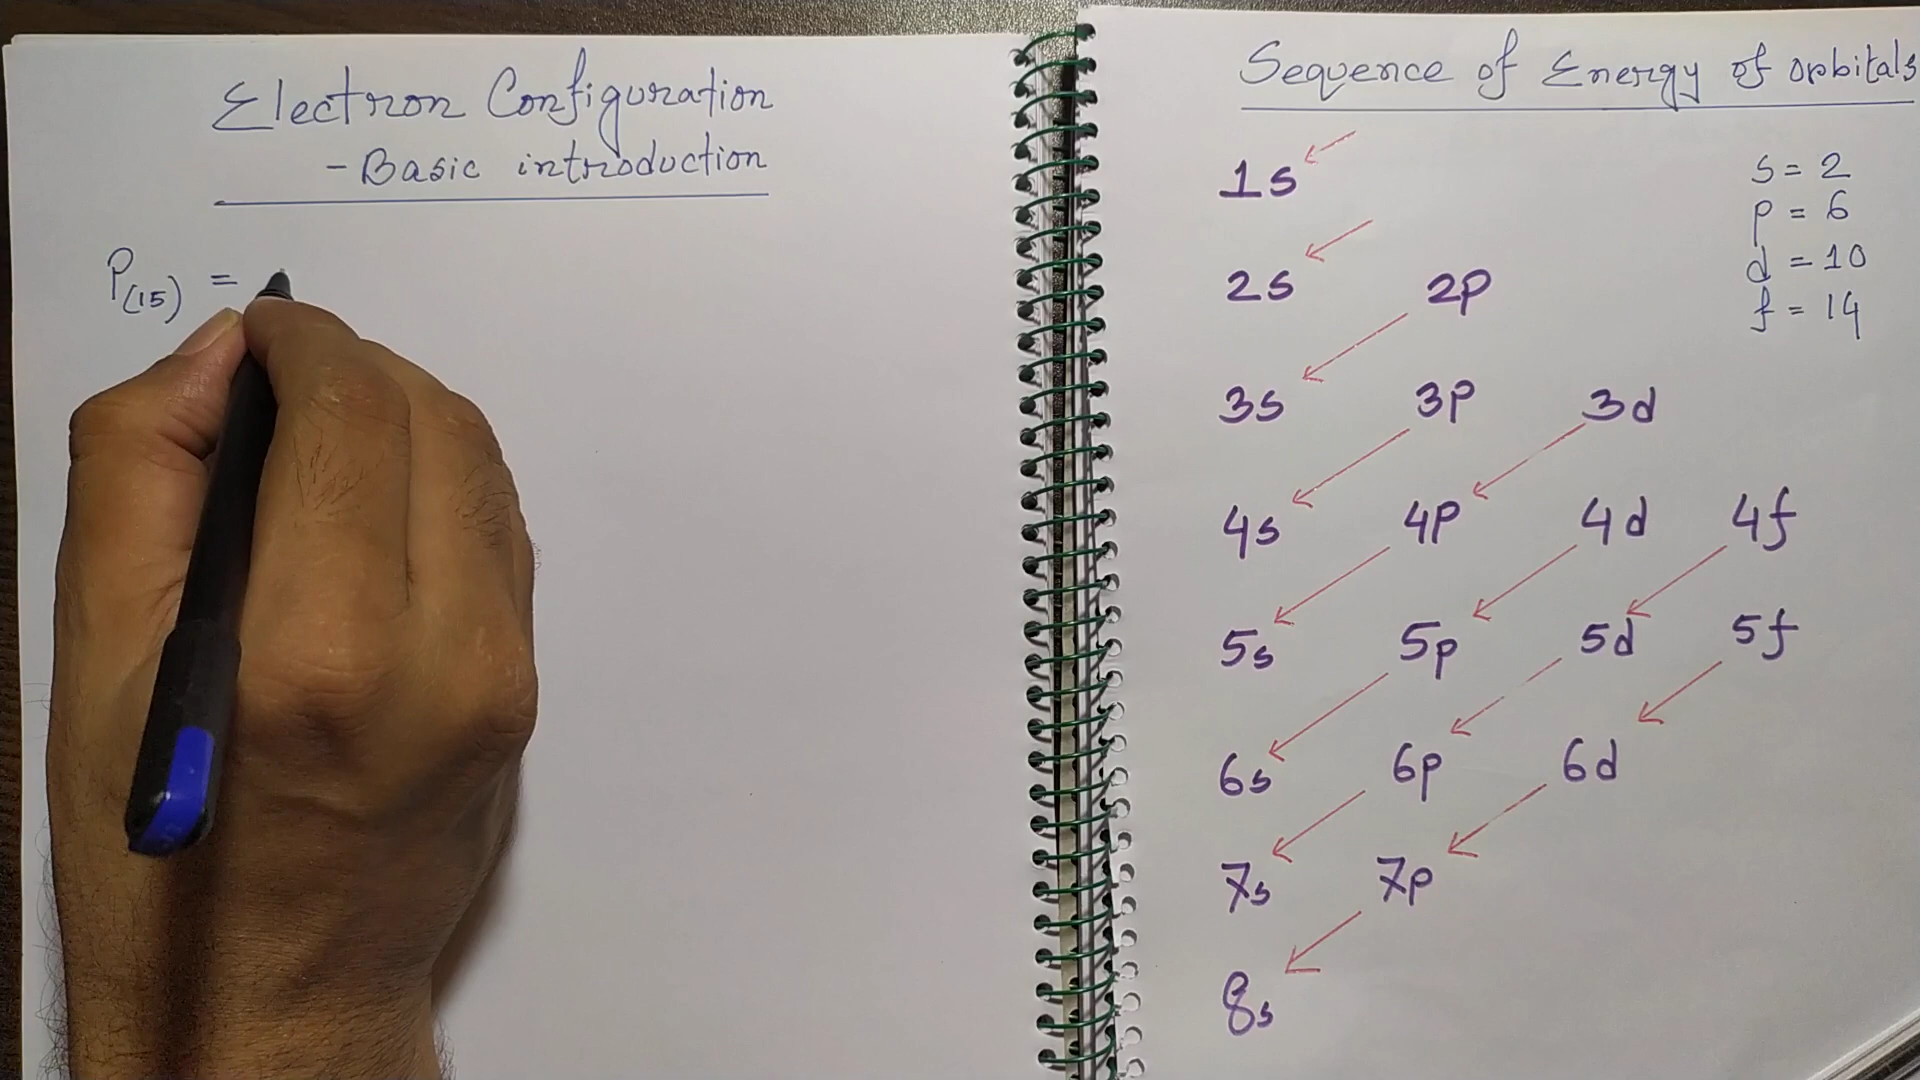 Electron Configuration
- Basic introduction
P(15) =
Sequence of Energy of orbitals
s = 2
p = 6
d = 10
f = 14
1s
2s 2p
3s 3p 3d
4s 4p 4d 4f
5s 5p 5d 5f
6s 6p 6d
7s 7p
8s